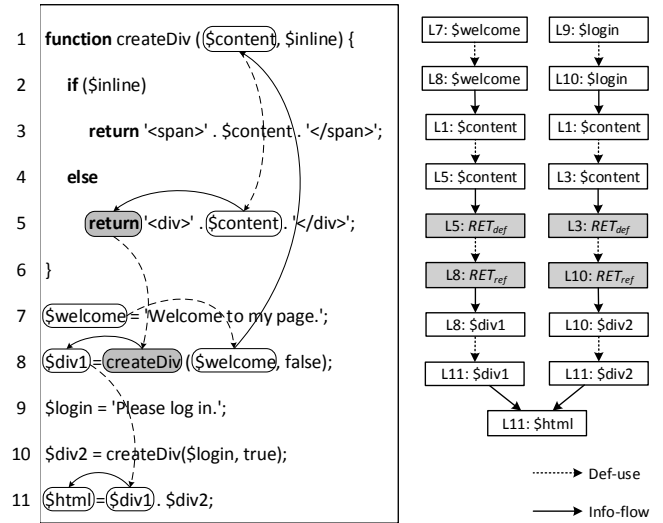 1 function createDiv ($content, $inline) {
2 if ($inline)
3 return '<span>' . $content . '</span>';
4 else
5 return '<div>' . $content . '</div>';
6 }
7 $welcome = 'Welcome to my page.';
8 $div1 = createDiv ($welcome, false);
9 $login = 'Please log in.';
10 $div2 = createDiv($login, true);
11 $html = $div1 . $div2;
L7: $welcome
L8: $welcome
L1: $content
L5: $content
L5: RETdef
L8: RETref
L8: $div1
L11: $div1
L9: $login
L10: $login
L1: $content
L3: $content
L3: RETdef
L10: RETref
L10: $div2
L11: $div2
L11: $html
Def-use
Info-flow